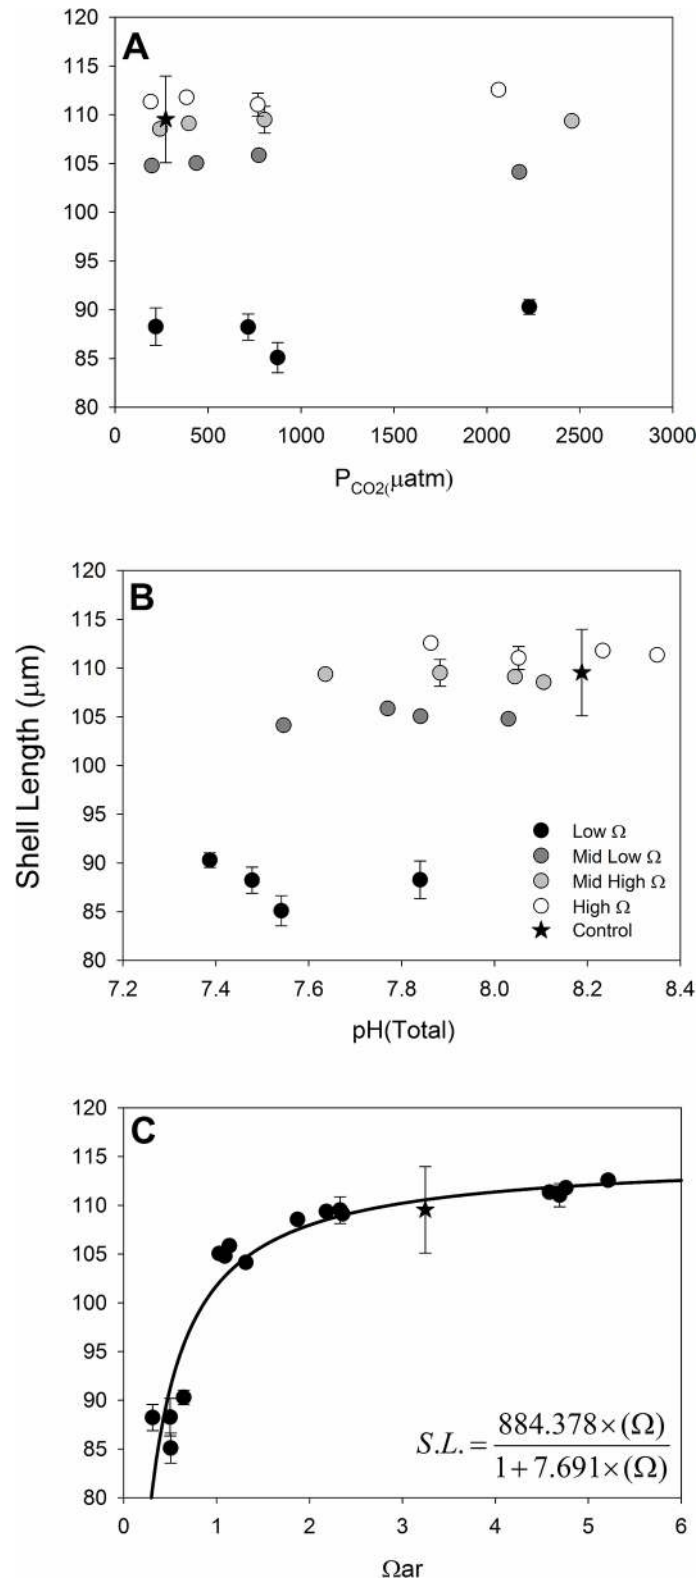 A
120
115
110
105
100
95
90
85
80
0 500 1000 1500 2000 2500 3000
P_CO2(μatm)
Shell Length (μm)
B
120
115
110
105
100
95
90
85
80
Low Ω
Mid Low Ω
Mid High Ω
High Ω
Control
7.2 7.4 7.6 7.8 8.0 8.2 8.4
pH(Total)
C
120
115
110
105
100
95
90
85
80
S.L. = 884.378×(Ω) / 1+7.691×(Ω)
0 1 2 3 4 5 6
Ωar